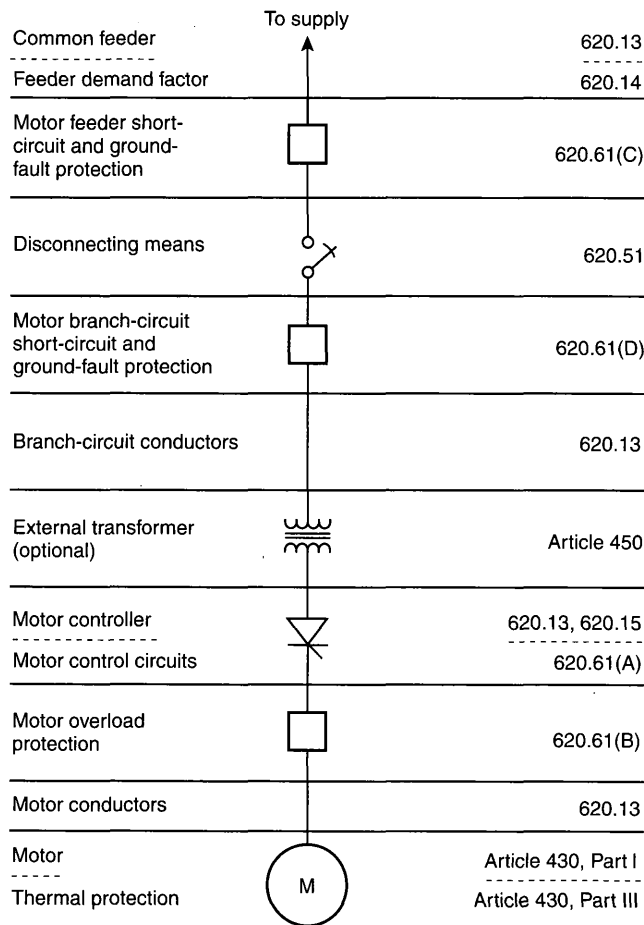 To supply
Common feeder 620.13
Feeder demand factor 620.14
Motor feeder short-
circuit and ground-
fault protection 620.61(C)
Disconnecting means 620.51
Motor branch-circuit
short-circuit and
ground-fault protection 620.61(D)
Branch-circuit conductors 620.13
External transformer
(optional) Article 450
Motor controller 620.13, 620.15
Motor control circuits 620.61(A)
Motor overload
protection 620.61(B)
Motor conductors 620.13
Motor Article 430, Part I
M
Thermal protection Article 430, Part III